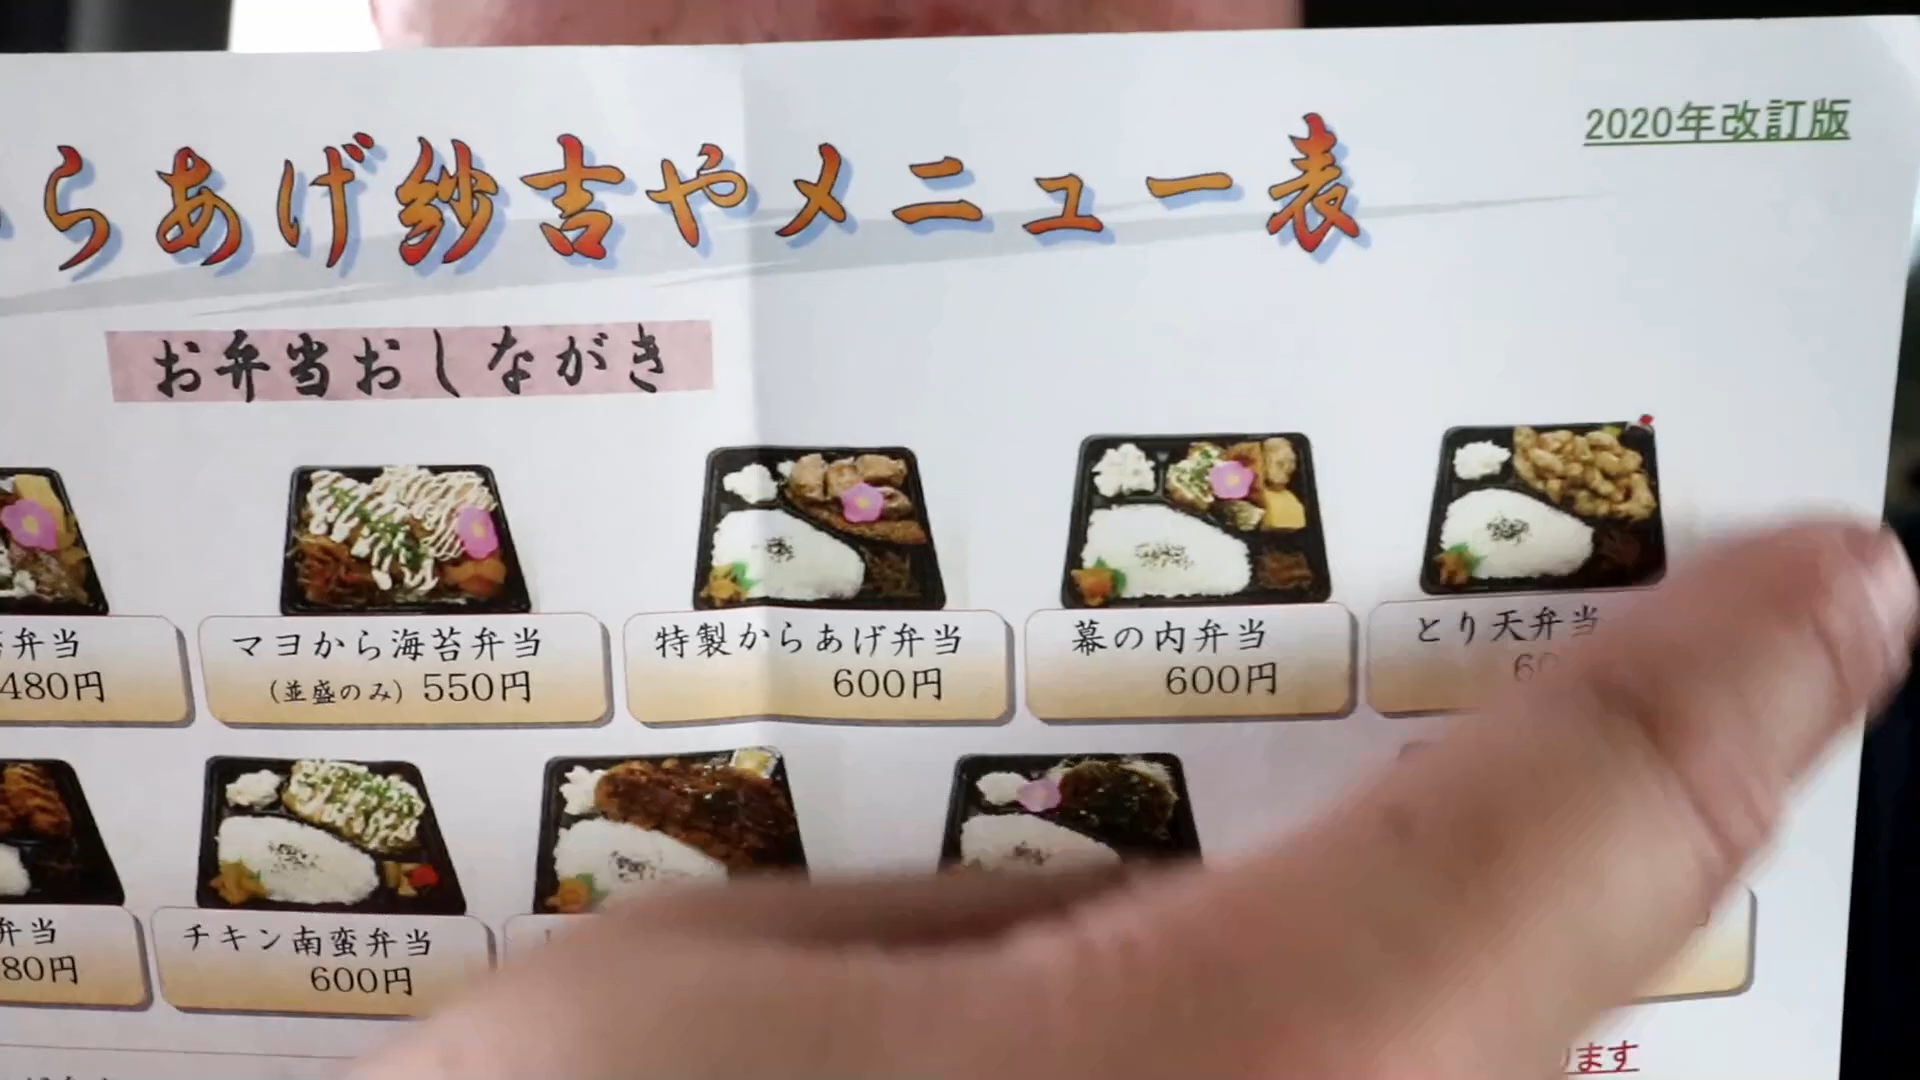 2020年改訂版
らあげ紗吉やメニュー表
お弁当おしながき
弁当
480円
マヨから海苔弁当
(並盛のみ) 550円
特製からあげ弁当
600円
幕の内弁当
600円
とり天弁当
弁当
80円
チキン南蛮弁当
600円
ます